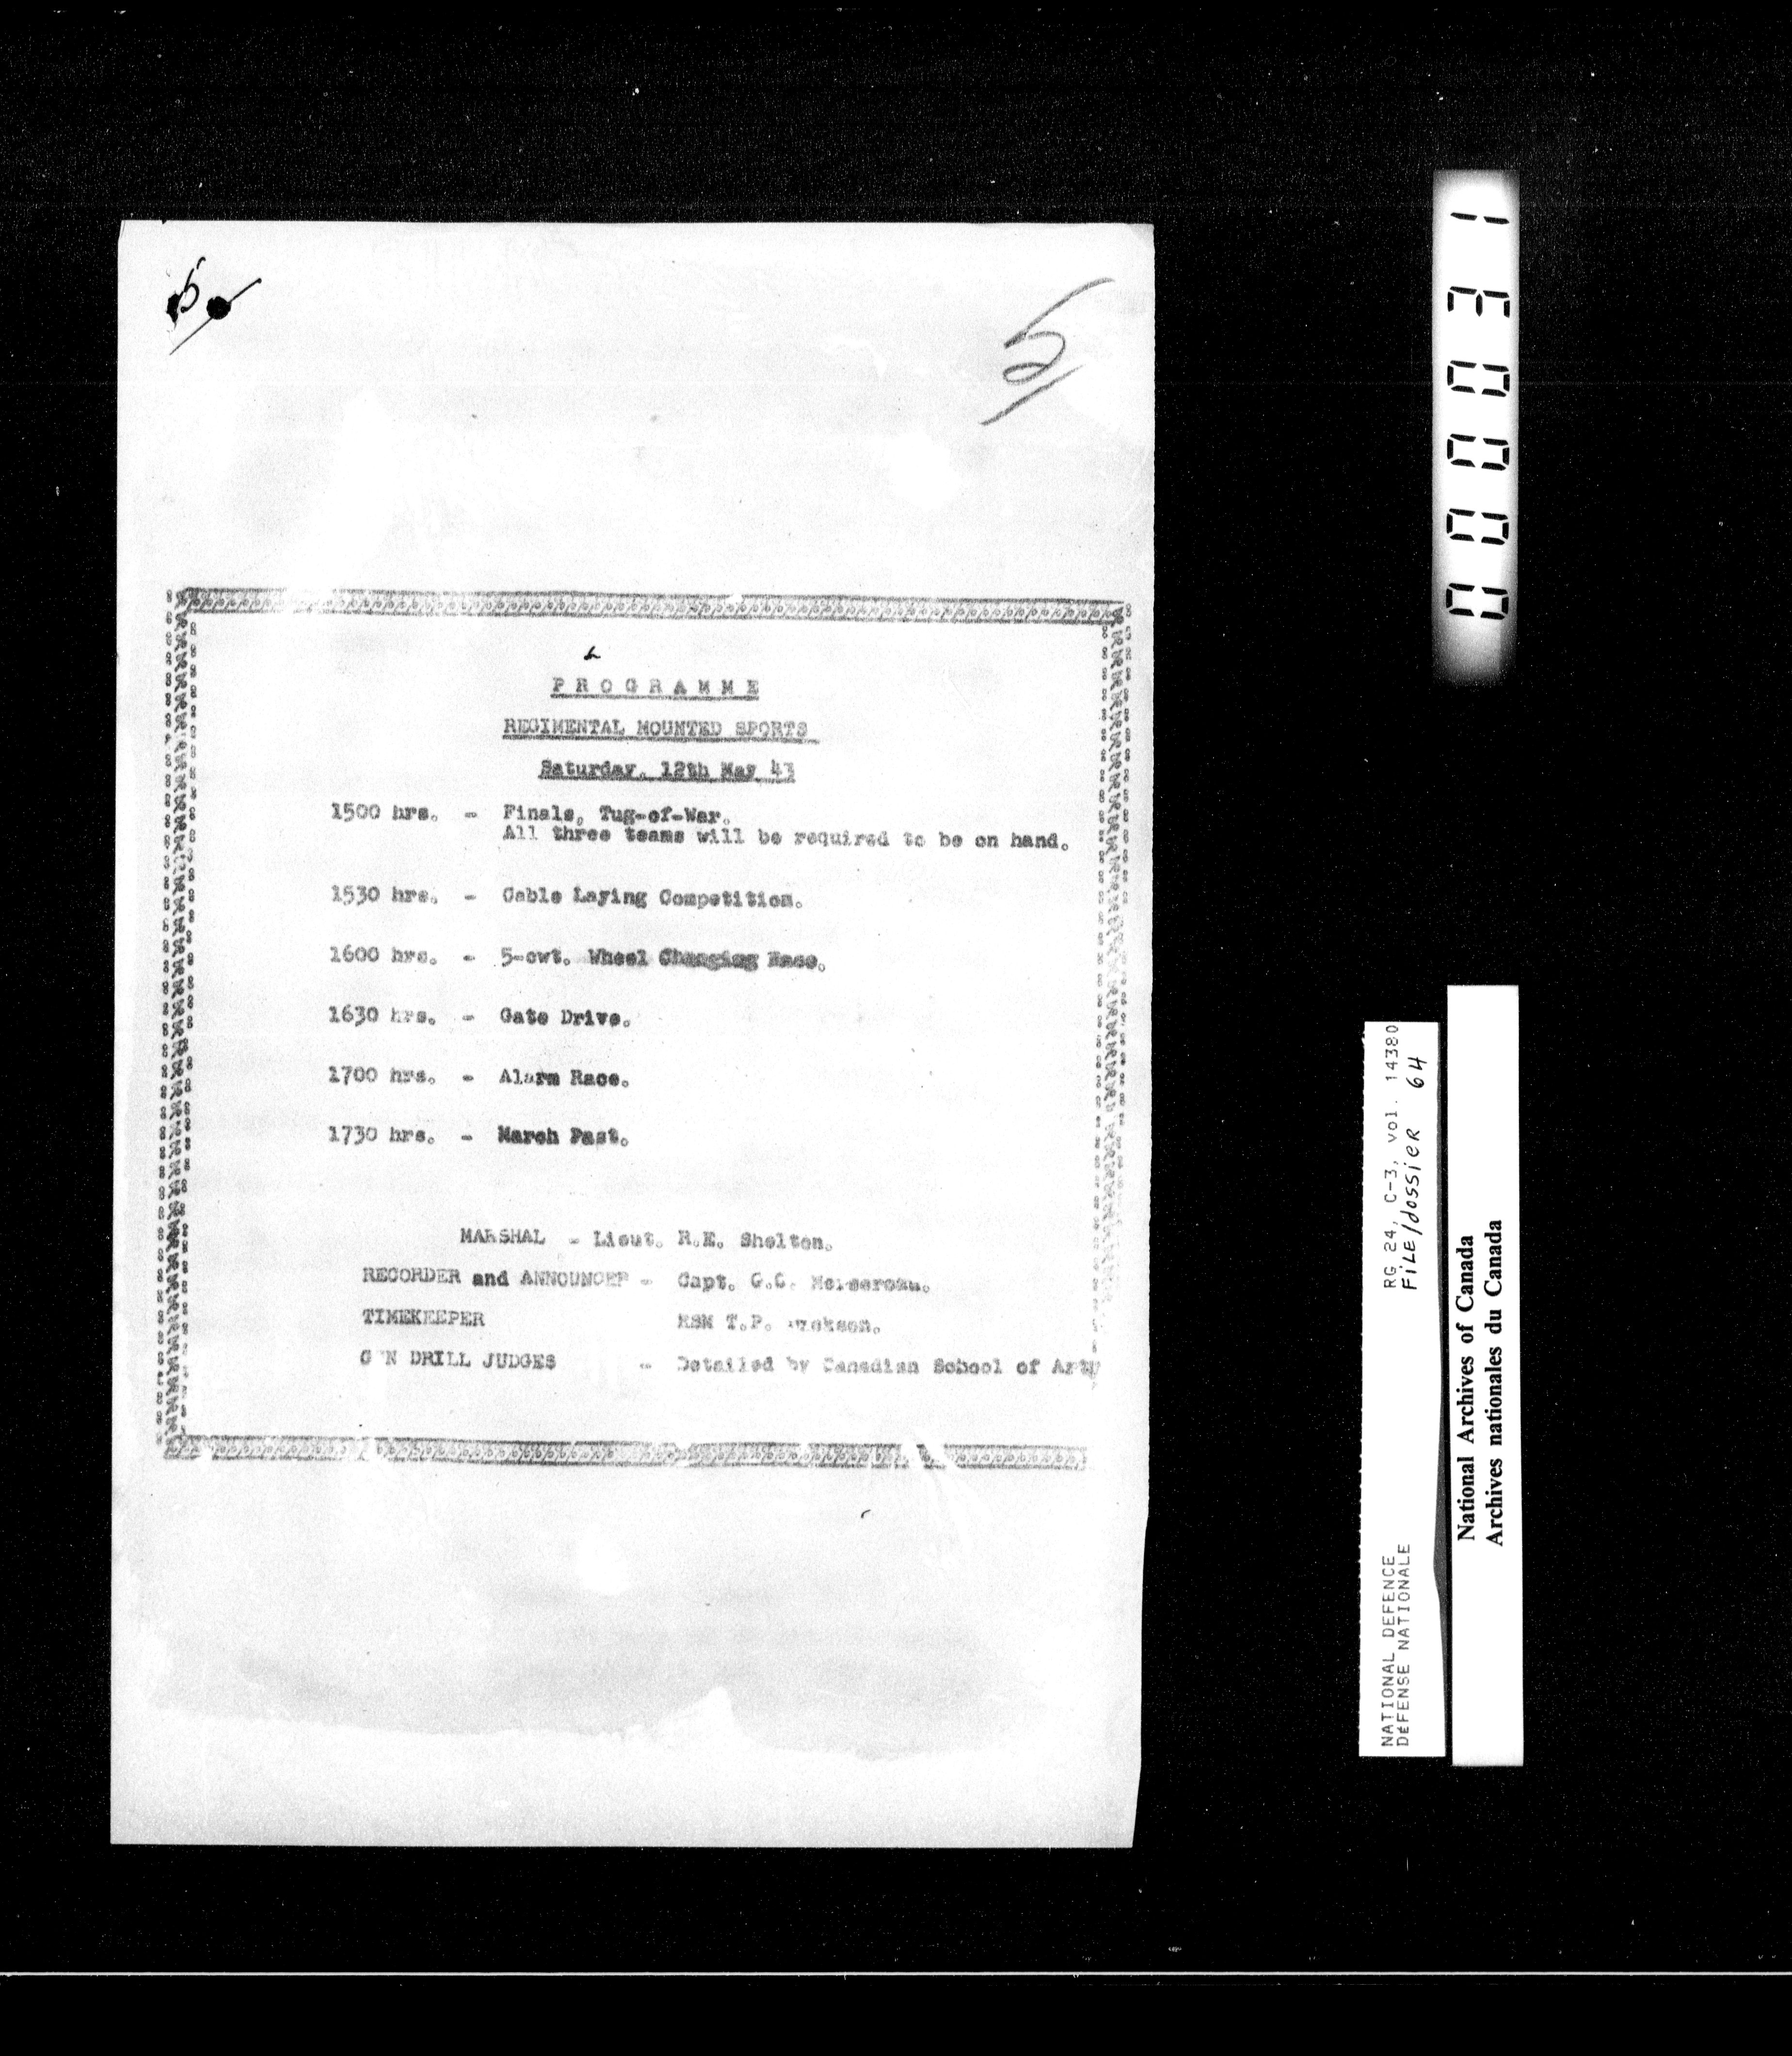 5
P R O G R A M M E
REGIMENTAL MOUNTED SPORTS
Saturday, 12th May 43
1500 hrs. - Finals, Tug-of-War.
All three teams will be required to be on hand.
1530 hrs. - Cable Laying Competition.
1600 hrs. - 5-cwt. Wheel Changing Race.
1630 hrs. - Gate Drive.
1700 hrs. - Alarm Race.
1730 hrs. - March Past.
MARSHAL - Lieut. R.E. Shelton.
RECORDER and ANNOUNCER - Capt. G.C.
TIMEKEEPER RSM T.P.
GUN DRILL JUDGES - Detailed by Canadian School of Arty
000031
RG 24, C-3, vol. 14380
FILE/dossier 64
NATIONAL DEFENCE
DÉFENSE NATIONALE
National Archives of Canada
Archives nationales du Canada